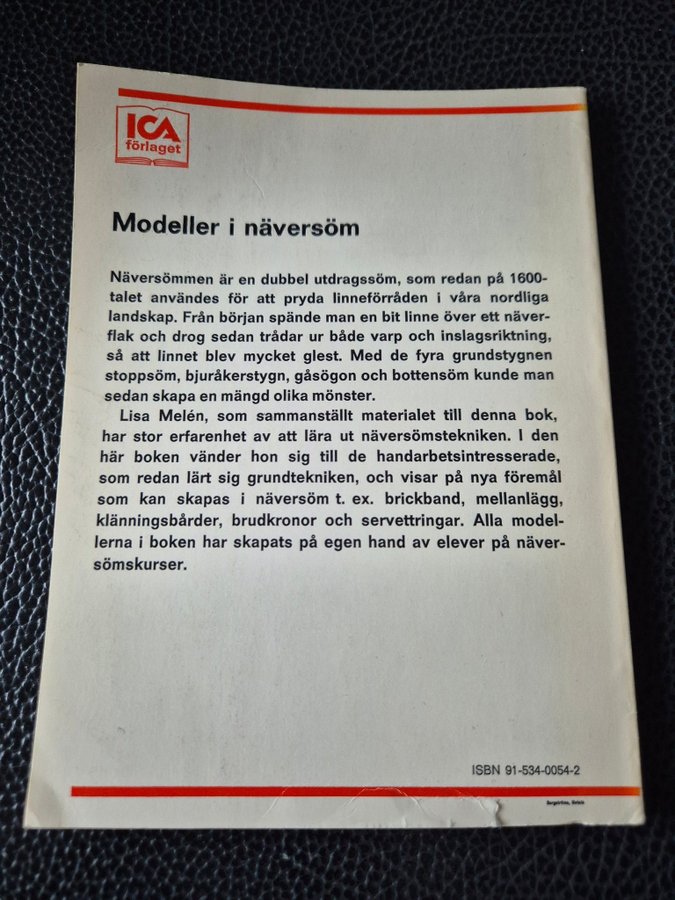 ICA
förlaget
Modeller i näversöm
Näversömmen är en dubbel utdragssöm, som redan på 1600-
talet användes för att pryda linneförråden i våra nordliga
landskap. Från början spände man en bit linne över ett näver-
flak och drog sedan trådar ur både varp och inslagsriktning,
så att linnet blev mycket glest. Med de fyra grundstygnen
stoppsöm, bjuråkerstygn, gåsögon och bottensöm kunde man
sedan skapa en mängd olika mönster.
Lisa Melén, som sammanställt materialet till denna bok,
har stor erfarenhet av att lära ut näversömstekniken. I den
här boken vänder hon sig till de handarbetsintresserade,
som redan lärt sig grundtekniken, och visar på nya föremål
som kan skapas i näversöm t. ex. brickband, mellanlägg,
klänningsbårder, brudkronor och servettringar. Alla model-
lerna i boken har skapats på egen hand av elever på näver-
sömskurser.
ISBN 91-534-0054-2